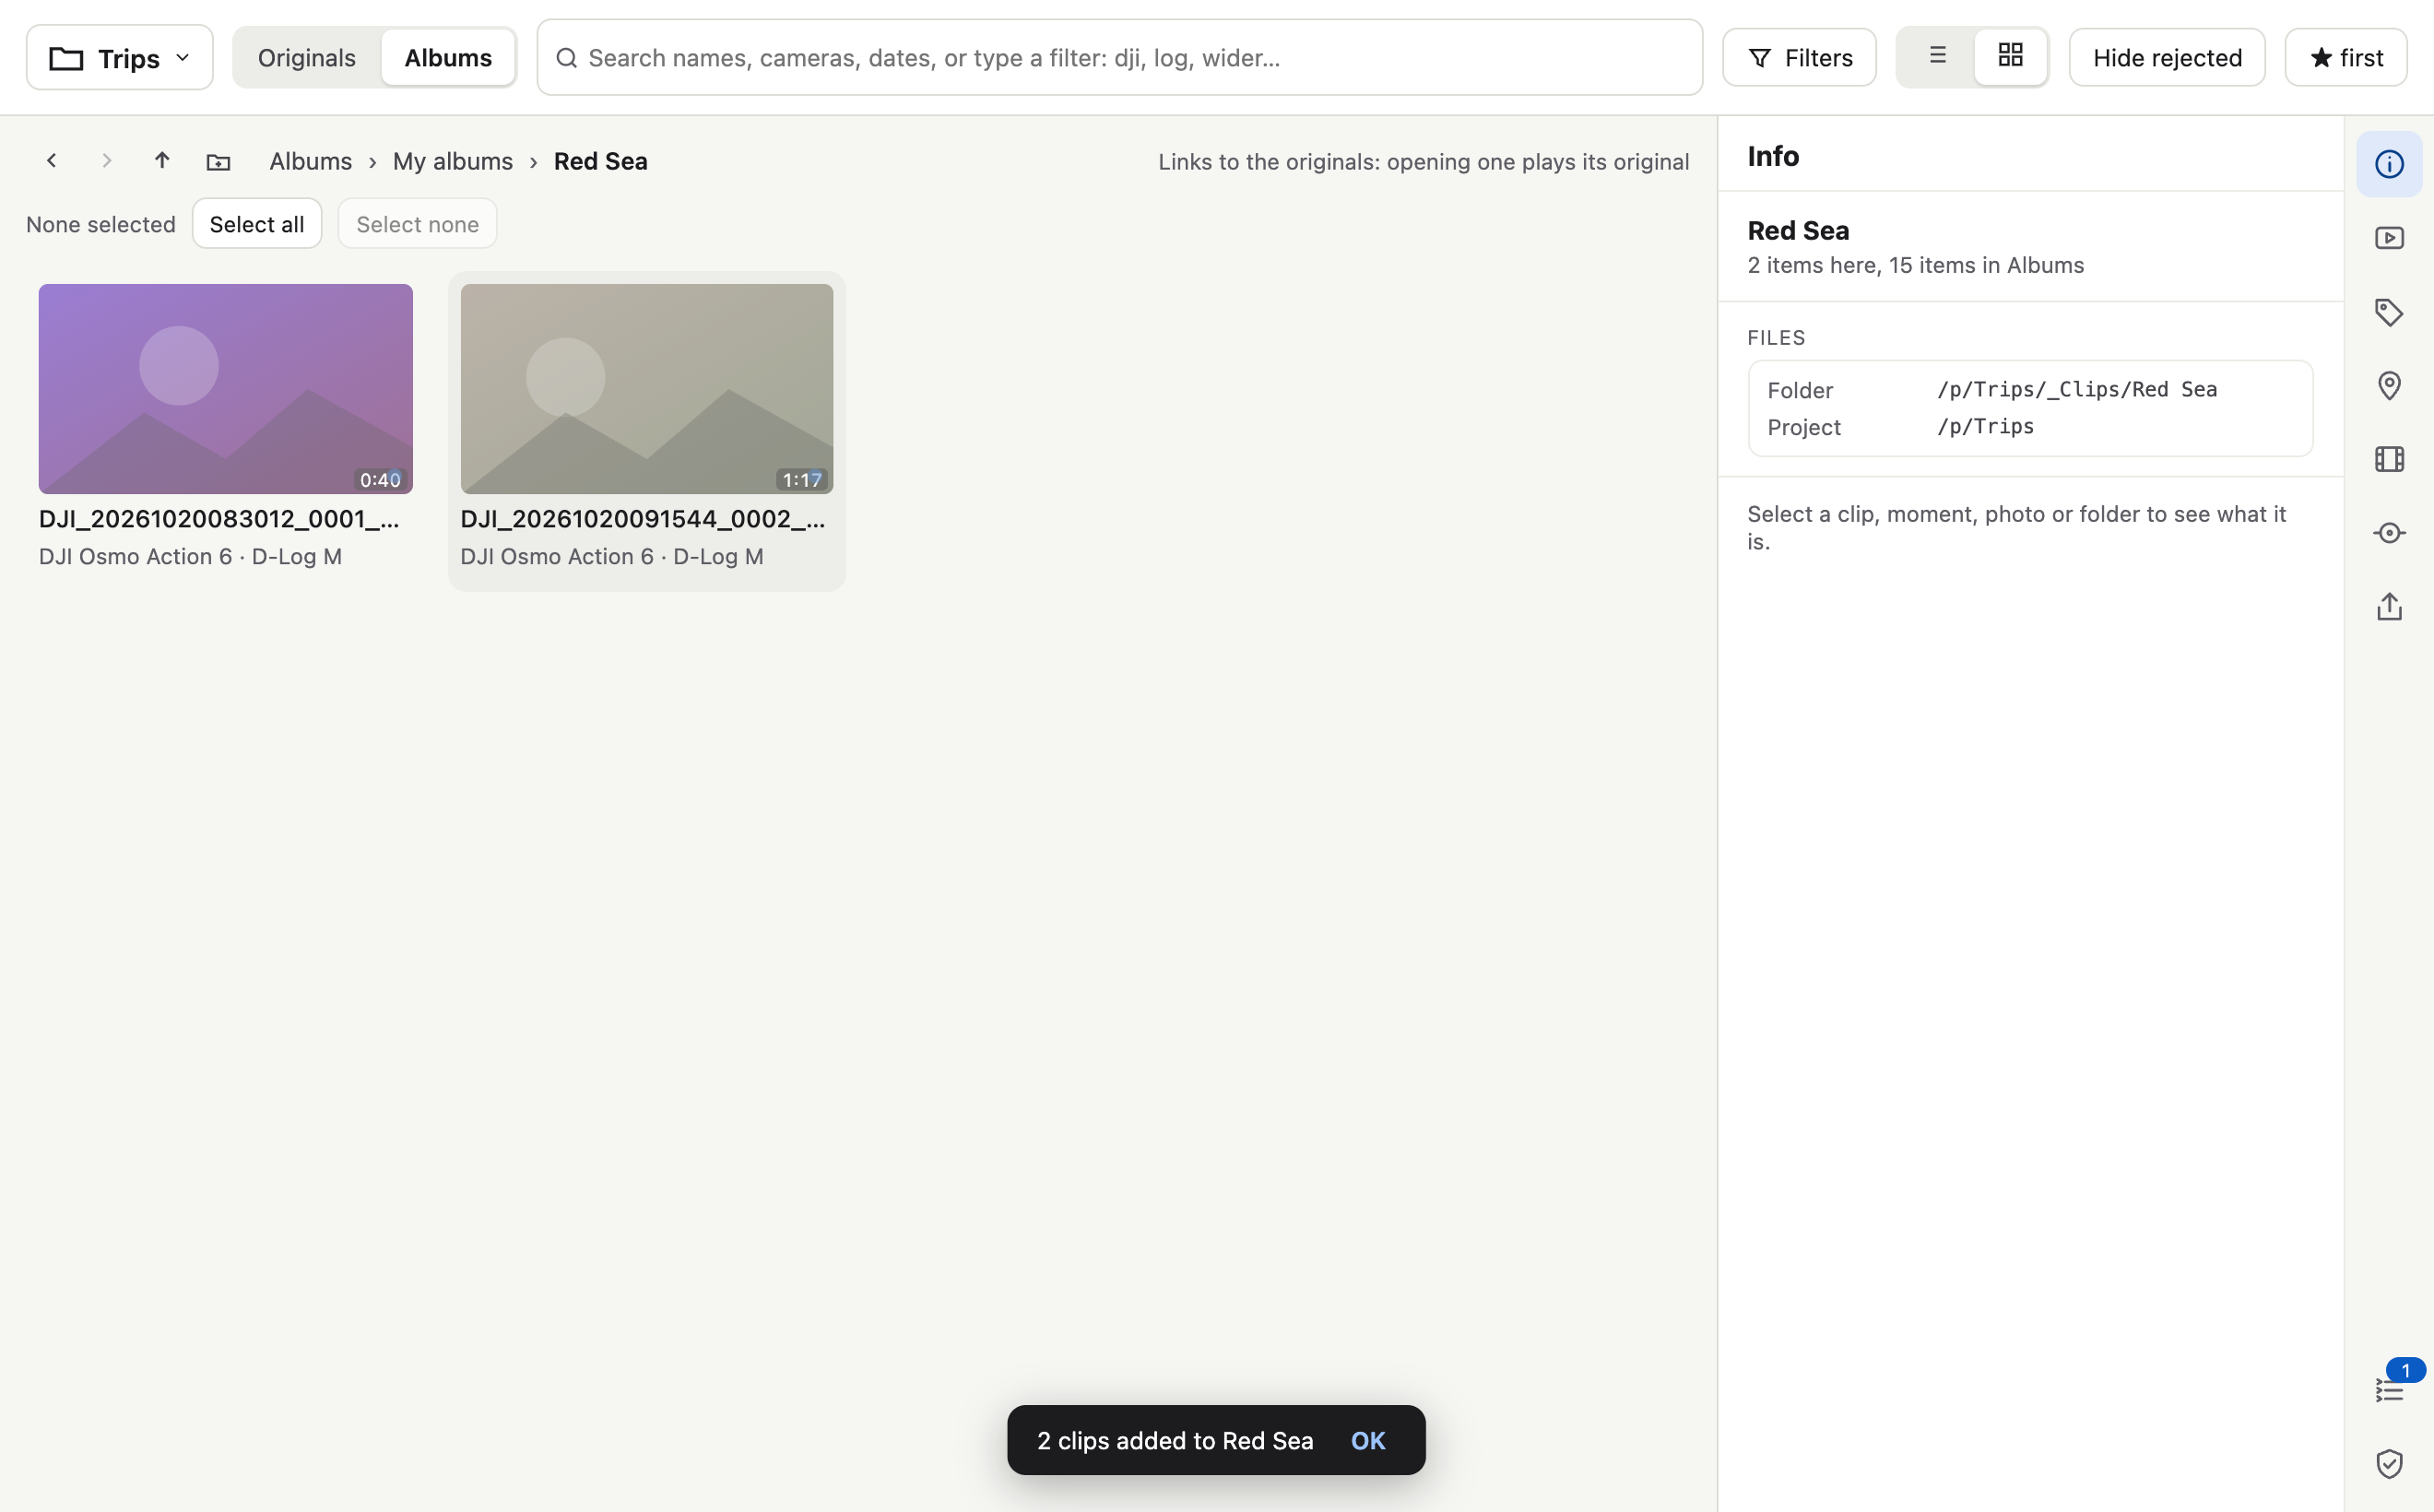 Trips
Originals
Albums
Search names, cameras, dates, or type a filter: dji, log, wider...
Filters
Hide rejected
★ first
Albums › My albums › Red Sea
Links to the originals: opening one plays its original
None selected
Select all
Select none
0:40
DJI_20261020083012_0001_...
DJI Osmo Action 6 · D-Log M
1:17
DJI_20261020091544_0002_...
DJI Osmo Action 6 · D-Log M
Info
Red Sea
2 items here, 15 items in Albums
FILES
Folder /p/Trips/_Clips/Red Sea
Project /p/Trips
Select a clip, moment, photo or folder to see what it
is.
1
2 clips added to Red Sea
OK